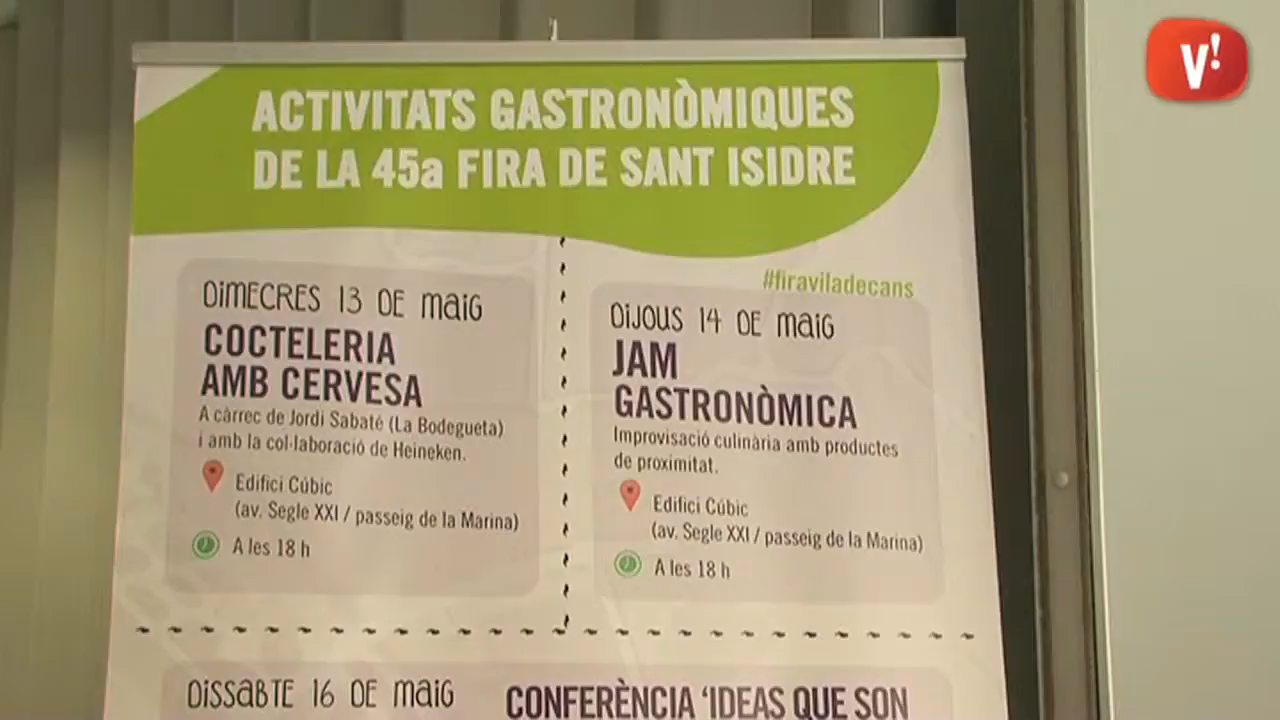 V!
ACTIVITATS GASTRONÒMIQUES
DE LA 45a FIRA DE SANT ISIDRE
#firaviladecans
DIMECRES 13 DE MAIG
COCTELERIA
AMB CERVESA
A càrrec de Jordi Sabaté (La Bodegueta)
i amb la col·laboració de Heineken.
Edifici Cúbic
(av. Segle XXI / passeig de la Marina)
A les 18 h
DIJOUS 14 DE MAIG
JAM
GASTRONÒMICA
Improvisació culinària amb productes
de proximitat.
Edifici Cúbic
(av. Segle XXI / passeig de la Marina)
A les 18 h
DISSABTE 16 DE MAIG
CONFERÈNCIA ‘IDEAS QUE SON